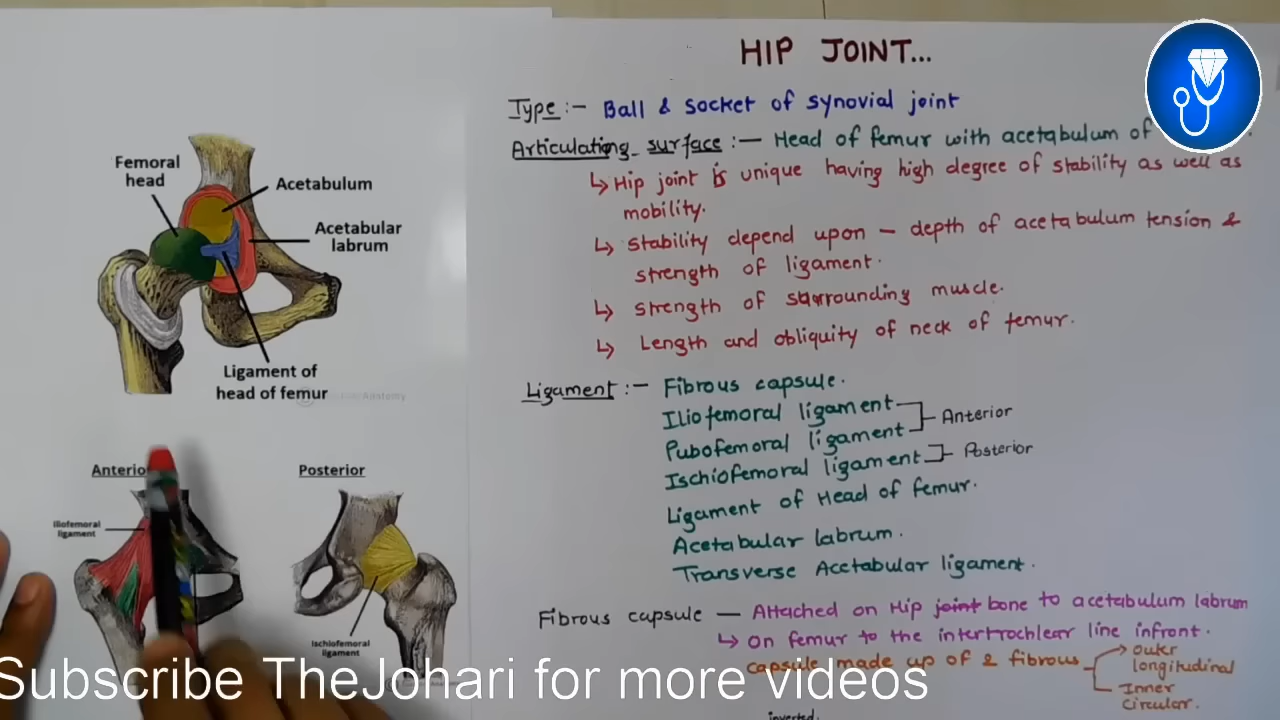 HIP JOINT...
Type :- Ball & socket of synovial joint
Articulating surface :- Head of femur with acetabulum of
↳ Hip joint is unique having high degree of stability as well as
mobility.
↳ Stability depend upon - depth of acetabulum tension &
strength of ligament.
↳ Strength of surrounding muscle.
↳ Length and obliquity of neck of femur.
Ligament :- Fibrous capsule.
Iliofemoral ligament
Pubofemoral ligament
Anterior
Ischiofemoral ligament
Posterior
Ligament of Head of femur.
Acetabular labrum.
Transverse Acetabular ligament.
Fibrous capsule - Attached on Hip joint bone to acetabulum labrum
↳ On femur to the intertrochlear line infront.
capsule made up of 2 fibrous
outer
longitudinal
Inner
circular.
inverted.
Femoral
head
Acetabulum
Acetabular
labrum
Ligament of
head of femur
Anatomy
Anterio
Posterior
Iliofemoral
ligament
Ischiofemoral
ligament
Subscribe TheJohari for more videos